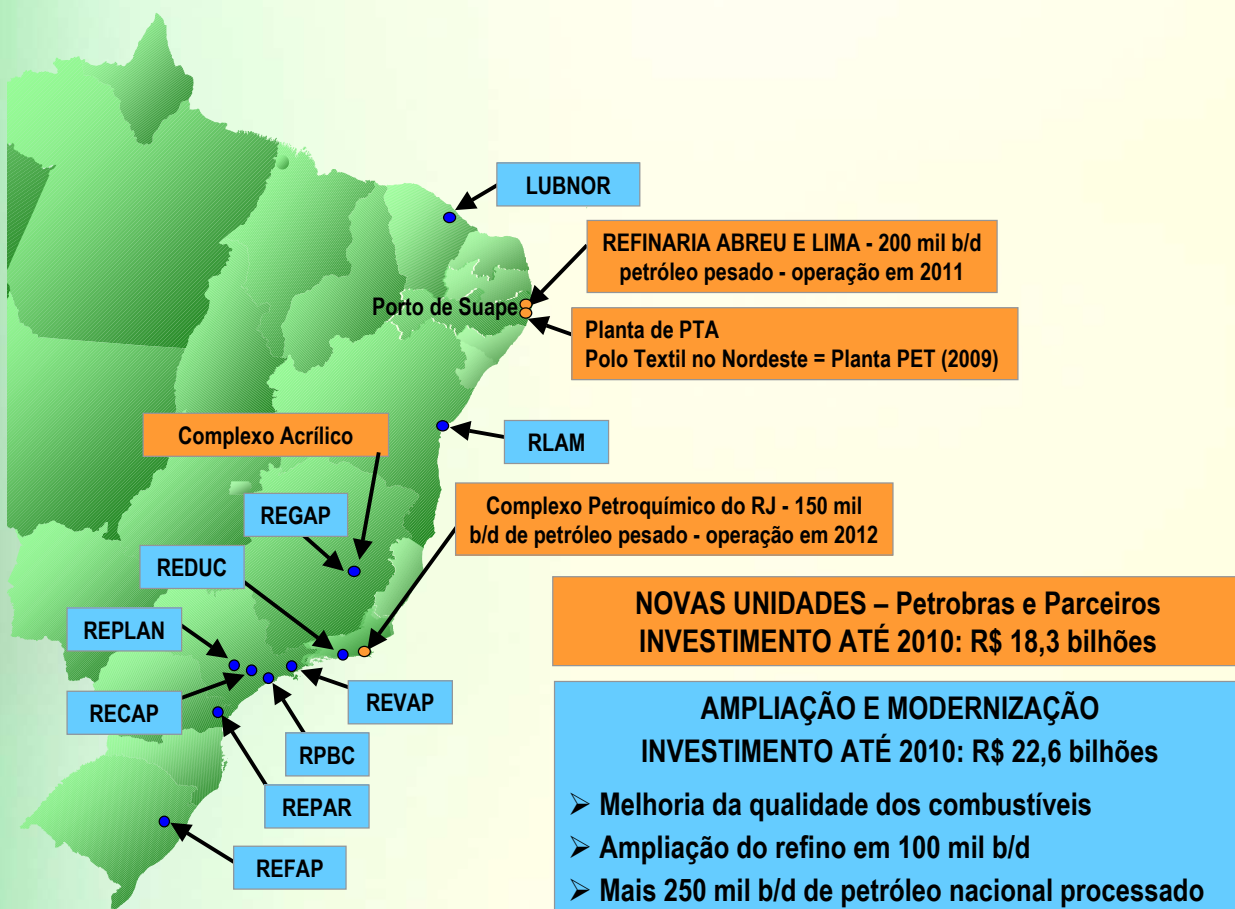 LUBNOR
REFINARIA ABREU E LIMA - 200 mil b/d
petróleo pesado - operação em 2011
Porto de Suape
Planta de PTA
Polo Textil no Nordeste = Planta PET (2009)
Complexo Acrílico
RLAM
Complexo Petroquímico do RJ - 150 mil
b/d de petróleo pesado - operação em 2012
REGAP
REDUC
REPLAN
RECAP
REVAP
RPBC
REPAR
REFAP
NOVAS UNIDADES – Petrobras e Parceiros
INVESTIMENTO ATÉ 2010: R$ 18,3 bilhões
AMPLIAÇÃO E MODERNIZAÇÃO
INVESTIMENTO ATÉ 2010: R$ 22,6 bilhões
➢ Melhoria da qualidade dos combustíveis
➢ Ampliação do refino em 100 mil b/d
➢ Mais 250 mil b/d de petróleo nacional processado